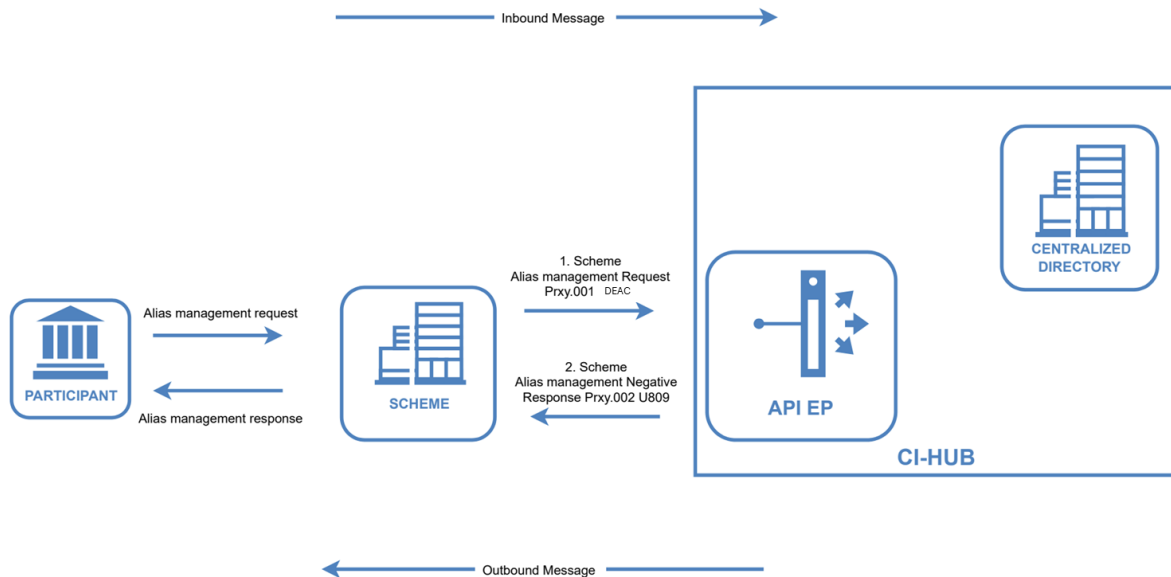 Inbound Message
CENTRALIZED
DIRECTORY
1. Scheme
Alias management Request
Prxy.001 DEAC
Alias management request
PARTICIPANT
Alias management response
SCHEME
2. Scheme
Alias management Negative
Response Prxy.002 U809
API EP
CI-HUB
Outbound Message